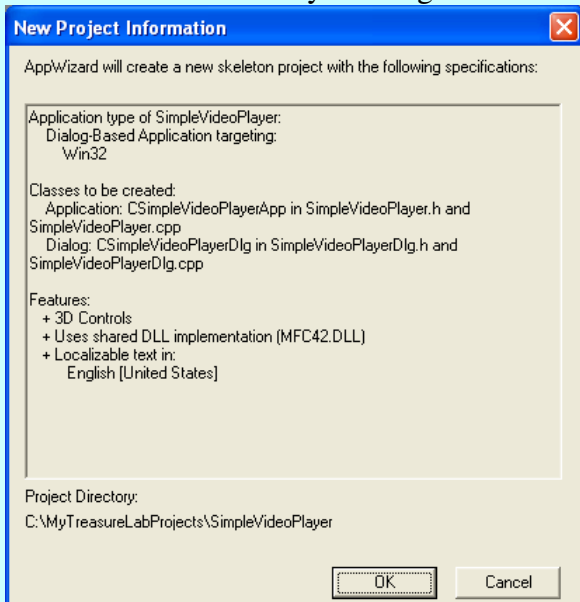 New Project Information
AppWizard will create a new skeleton project with the following specifications:
Application type of SimpleVideoPlayer:
Dialog-Based Application targeting:
Win32
Classes to be created:
Application: CSimpleVideoPlayerApp in SimpleVideoPlayer.h and
SimpleVideoPlayer.cpp
Dialog: CSimpleVideoPlayerDlg in SimpleVideoPlayerDlg.h and
SimpleVideoPlayerDlg.cpp
Features:
+ 3D Controls
+ Uses shared DLL implementation (MFC42.DLL)
+ Localizable text in:
English [United States]
Project Directory:
C:\MyTreasureLabProjects\SimpleVideoPlayer
OK
Cancel